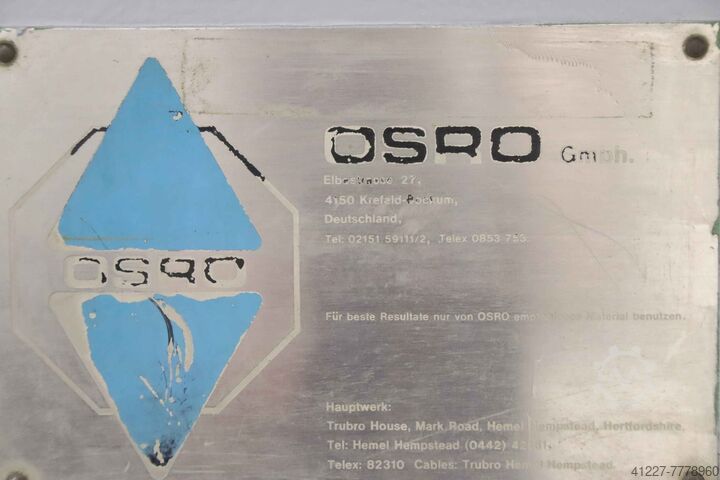 OSRO Gmbh.
Elbestrasse 27,
4150 Krefeld-Bockum,
Deutschland,
Tel: 02151 59111/2, Telex 0853 753.
OSRO
Für beste Resultate nur von OSRO empfohlenes Material benutzen.
Hauptwerk:
Trubro House, Mark Road, Hemel Hempstead, Hertfordshire.
Tel: Hemel Hempstead (0442)
Telex: 82310 Cables: Trubro Hemel Hempstead.
41227-7778960